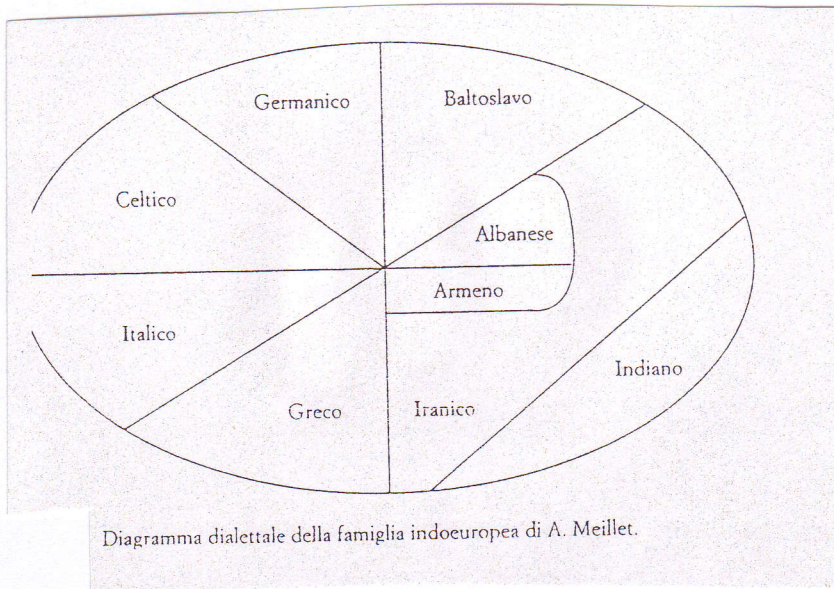 Germanico
Baltoslavo
Celtico
Albanese
Armeno
Italico
Indiano
Greco
Iranico
Diagramma dialettale della famiglia indoeuropea di A. Meillet.